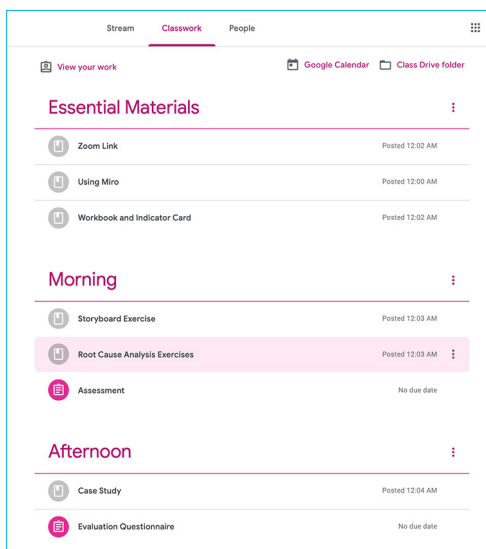 Stream Classwork People
View your work Google Calendar Class Drive folder
Essential Materials
Zoom Link Posted 12:02 AM
Using Miro Posted 12:00 AM
Workbook and Indicator Card Posted 12:02 AM
Morning
Storyboard Exercise Posted 12:03 AM
Root Cause Analysis Exercises Posted 12:03 AM
Assessment No due date
Afternoon
Case Study Posted 12:04 AM
Evaluation Questionnaire No due date